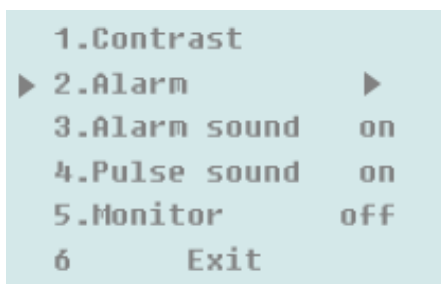 1.Contrast
2.Alarm
3.Alarm sound on
4.Pulse sound on
5.Monitor off
6 Exit